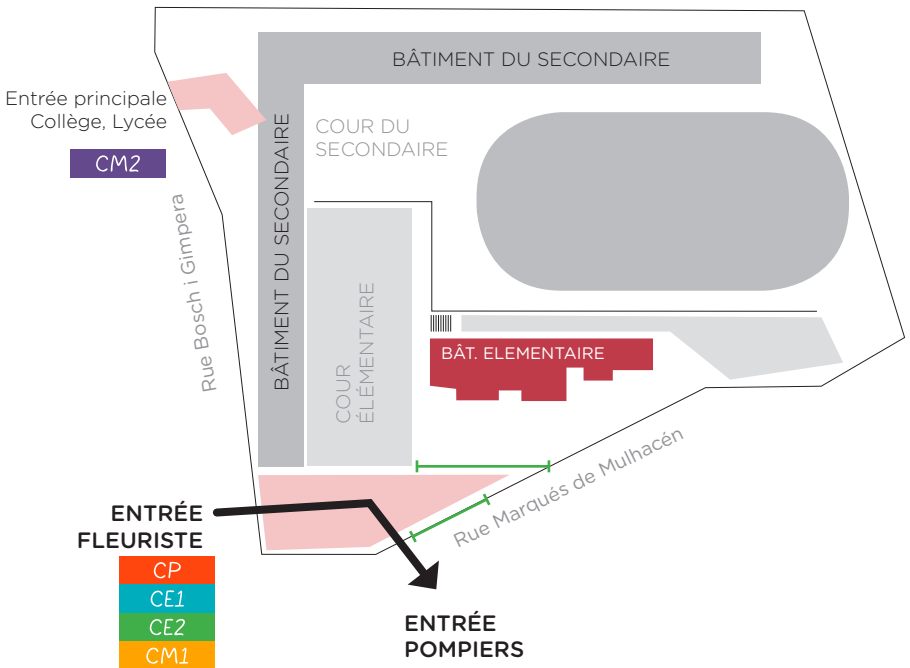 BÂTIMENT DU SECONDAIRE
Entrée principale
Collège, Lycée
CM2
COUR DU
SECONDAIRE
BÂTIMENT DU SECONDAIRE
Rue Bosch i Gimpera
COUR
ÉLÉMENTAIRE
BÂT. ELEMENTAIRE
Rue Marqués de Mulhacén
ENTRÉE
FLEURISTE
CP
CE1
CE2
CM1
ENTRÉE
POMPIERS